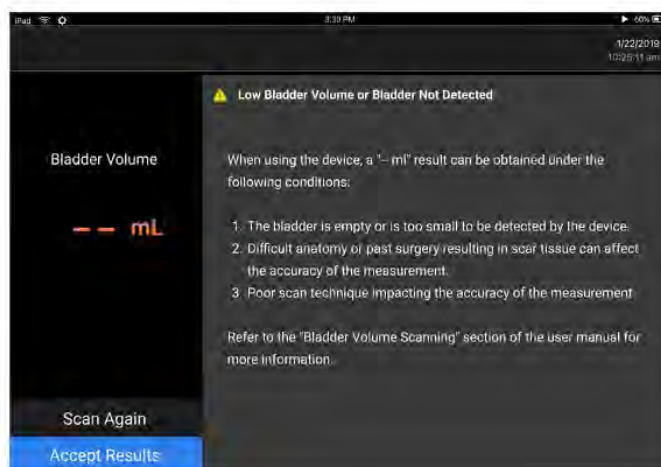 iPad
3:33 PM
60%
1/22/2019
10:25:11 am
Low Bladder Volume or Bladder Not Detected
Bladder Volume
-- mL
When using the device, a "-- ml" result can be obtained under the
following conditions:
1. The bladder is empty or is too small to be detected by the device.
2. Difficult anatomy or past surgery resulting in scar tissue can affect
the accuracy of the measurement.
3 Poor scan technique impacting the accuracy of the measurement
Refer to the "Bladder Volume Scanning" section of the user manual for
more information.
Scan Again
Accept Results